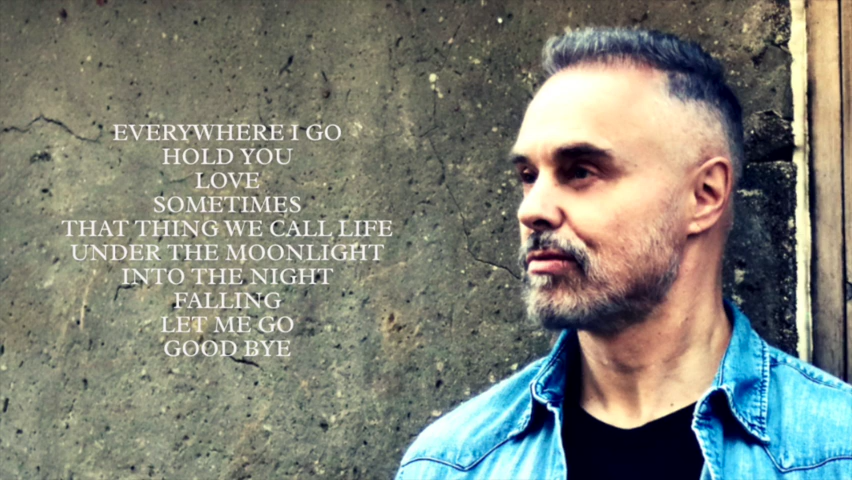 EVERYWHERE I GO
HOLD YOU
LOVE
SOMETIMES
THAT THING WE CALL LIFE
UNDER THE MOONLIGHT
INTO THE NIGHT
FALLING
LET ME GO
GOOD BYE